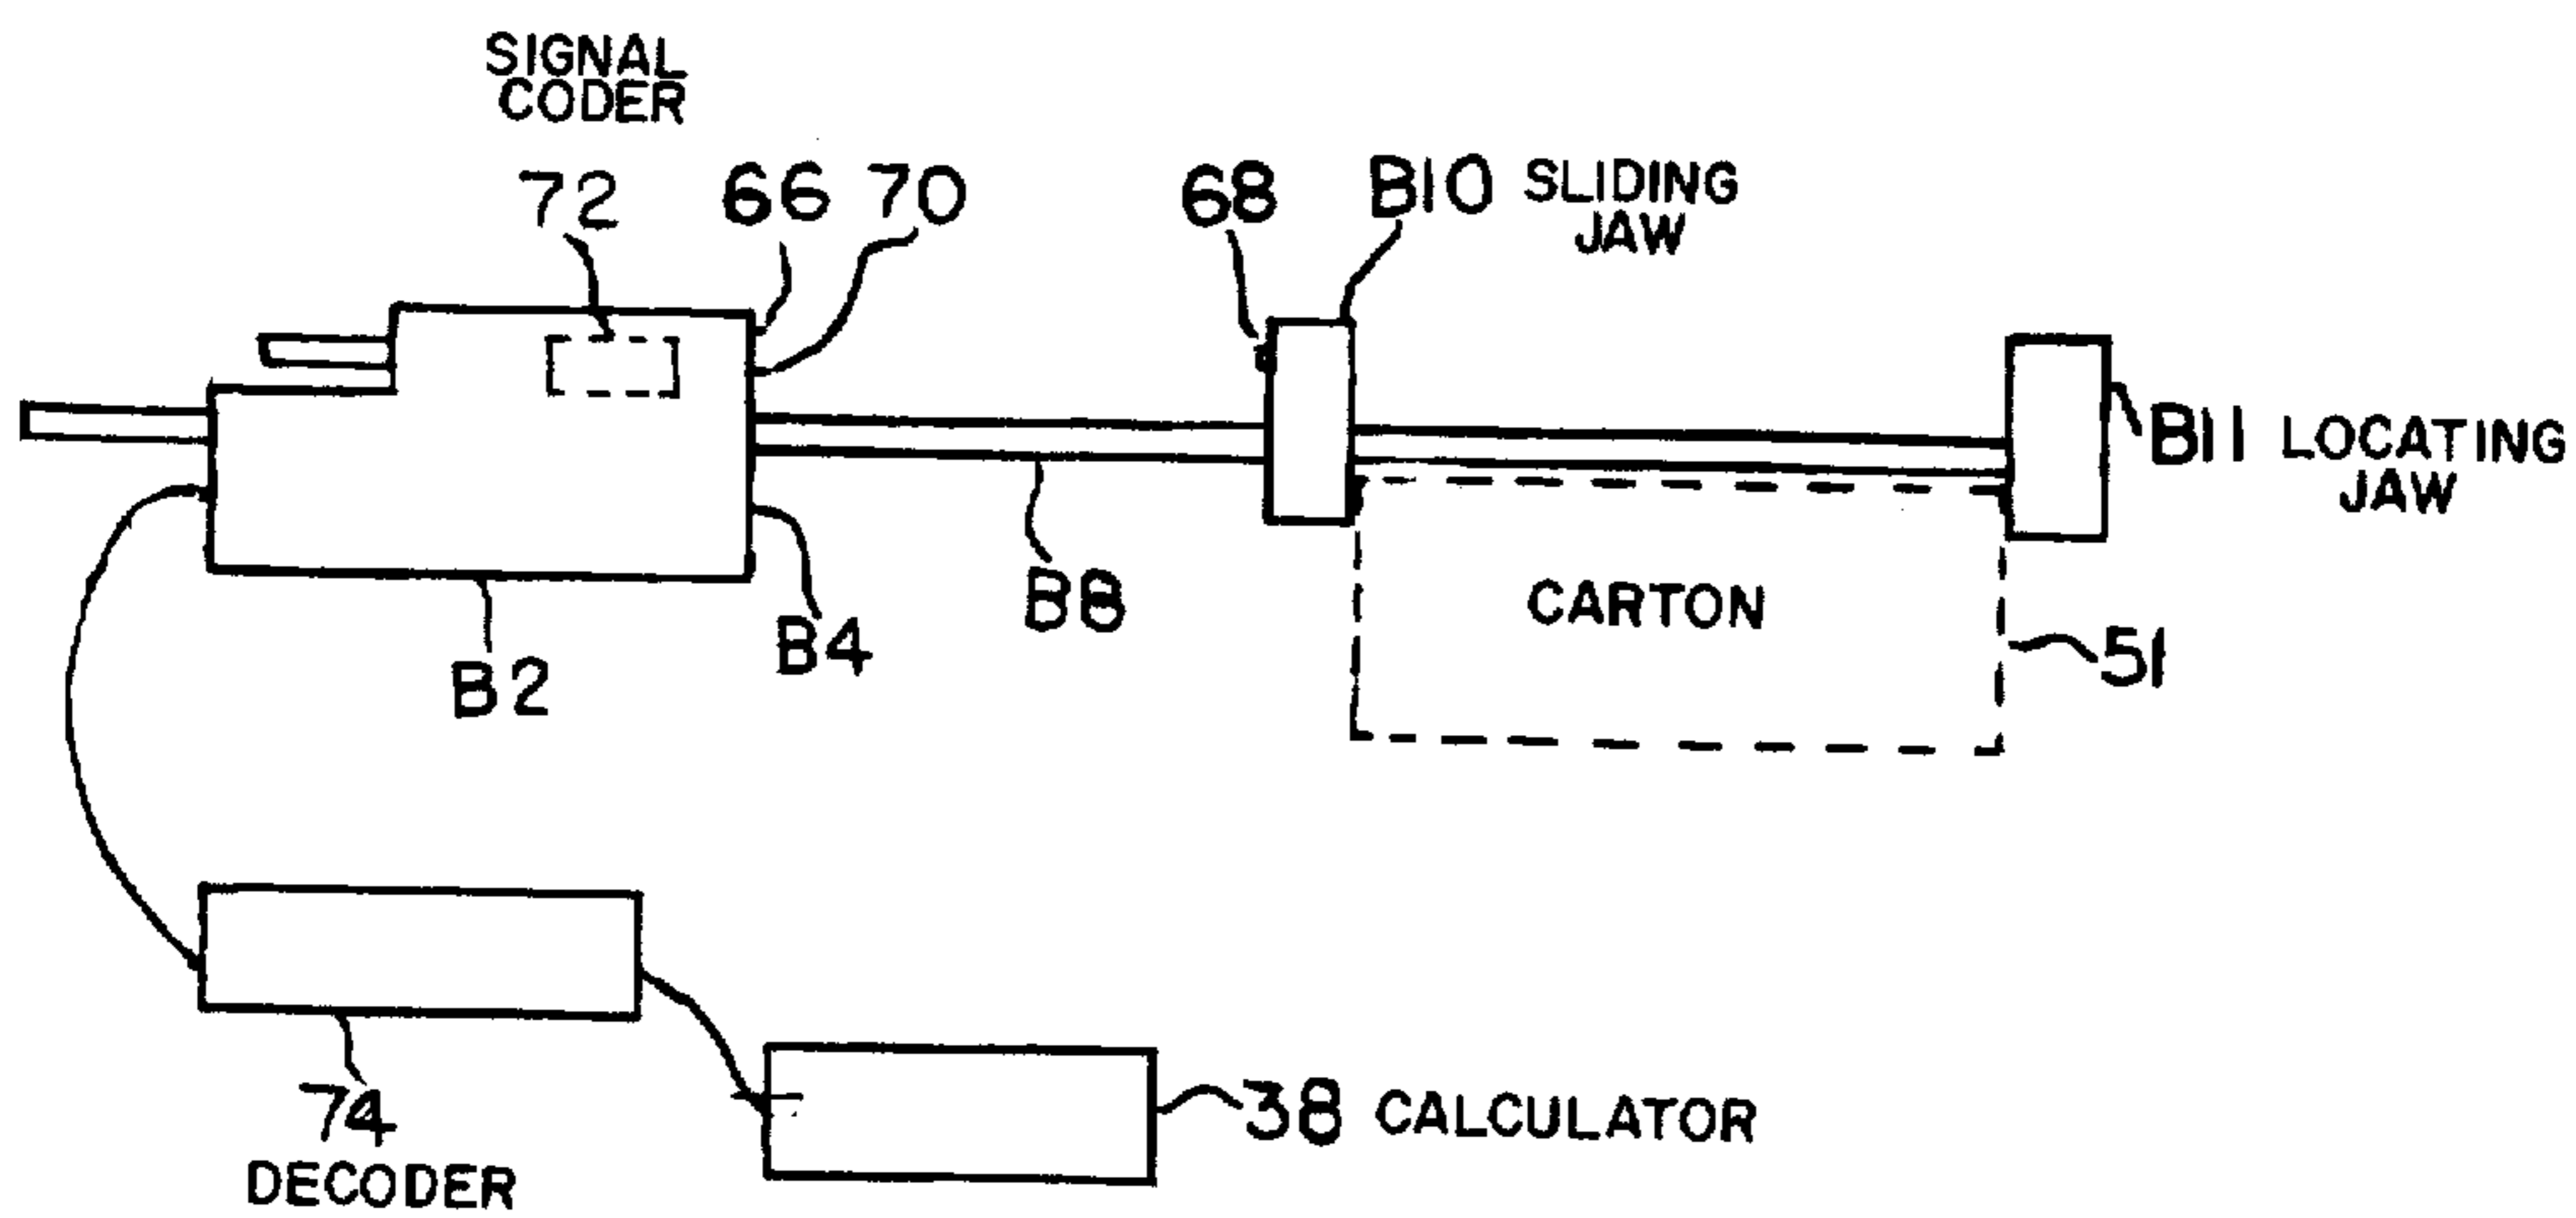 SIGNAL
CODER
72
66
70
68
B10 SLIDING
JAW
B11 LOCATING
JAW
B8
B4
B2
CARTON
51
74
DECODER
38 CALCULATOR